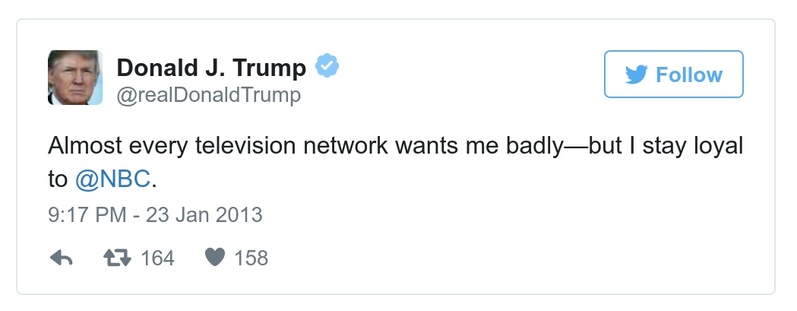 Donald J. Trump
Follow
@realDonaldTrump
Almost every television network wants me badly—but I stay loyal
to @NBC.
9:17 PM - 23 Jan 2013
164 158